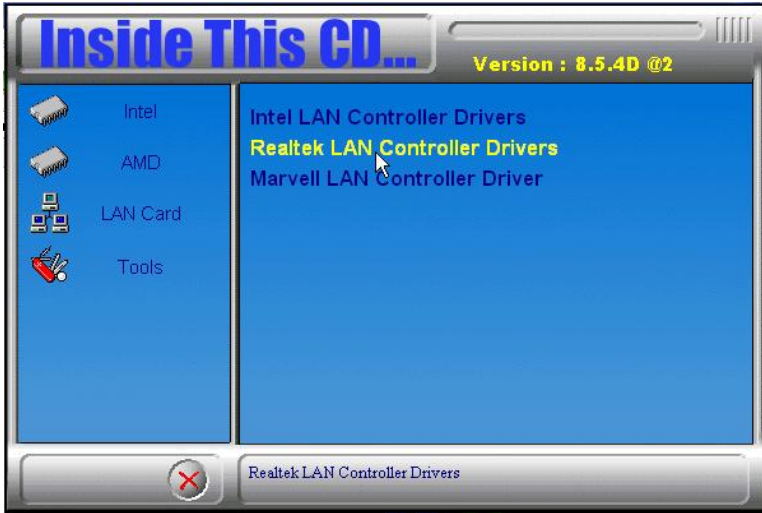 Inside This CD...
Version : 8.5.4D @2
Intel
AMD
LAN Card
Tools
Intel LAN Controller Drivers
Realtek LAN Controller Drivers
Marvell LAN Controller Driver
Realtek LAN Controller Drivers